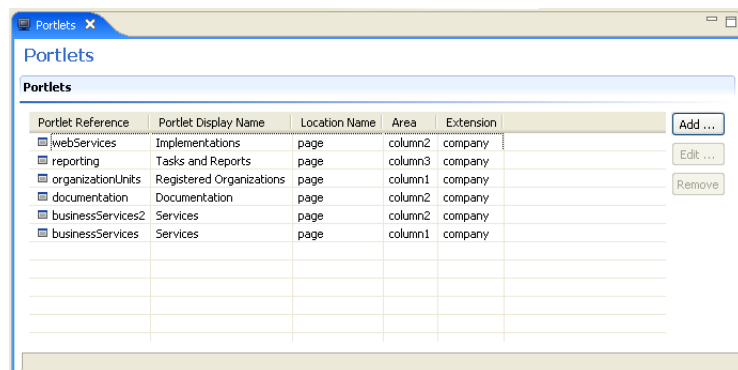 Portlets
Portlets
Portlets
Portlet Reference Portlet Display Name Location Name Area Extension
Add ...
webServices Implementations page column2 company
Edit ...
reporting Tasks and Reports page column3 company
organizationUnits Registered Organizations page column1 company
Remove
documentation Documentation page column2 company
businessServices2 Services page column2 company
businessServices Services page column1 company